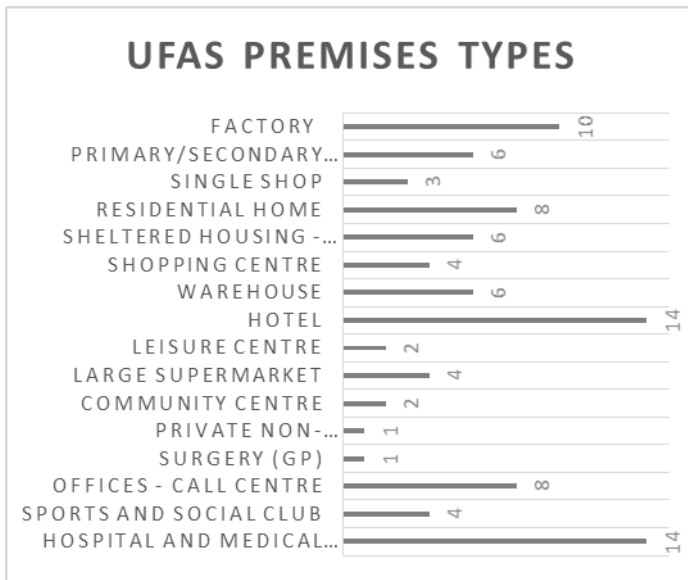 UFAS PREMISES TYPES
FACTORY 10
PRIMARY/SECONDARY... 6
SINGLE SHOP 3
RESIDENTIAL HOME 8
SHELTERED HOUSING -... 6
SHOPPING CENTRE 4
WAREHOUSE 6
HOTEL 14
LEISURE CENTRE 2
LARGE SUPERMARKET 4
COMMUNITY CENTRE 2
PRIVATE NON-... 1
SURGERY (GP) 1
OFFICES - CALL CENTRE 8
SPORTS AND SOCIAL CLUB 4
HOSPITAL AND MEDICAL... 14